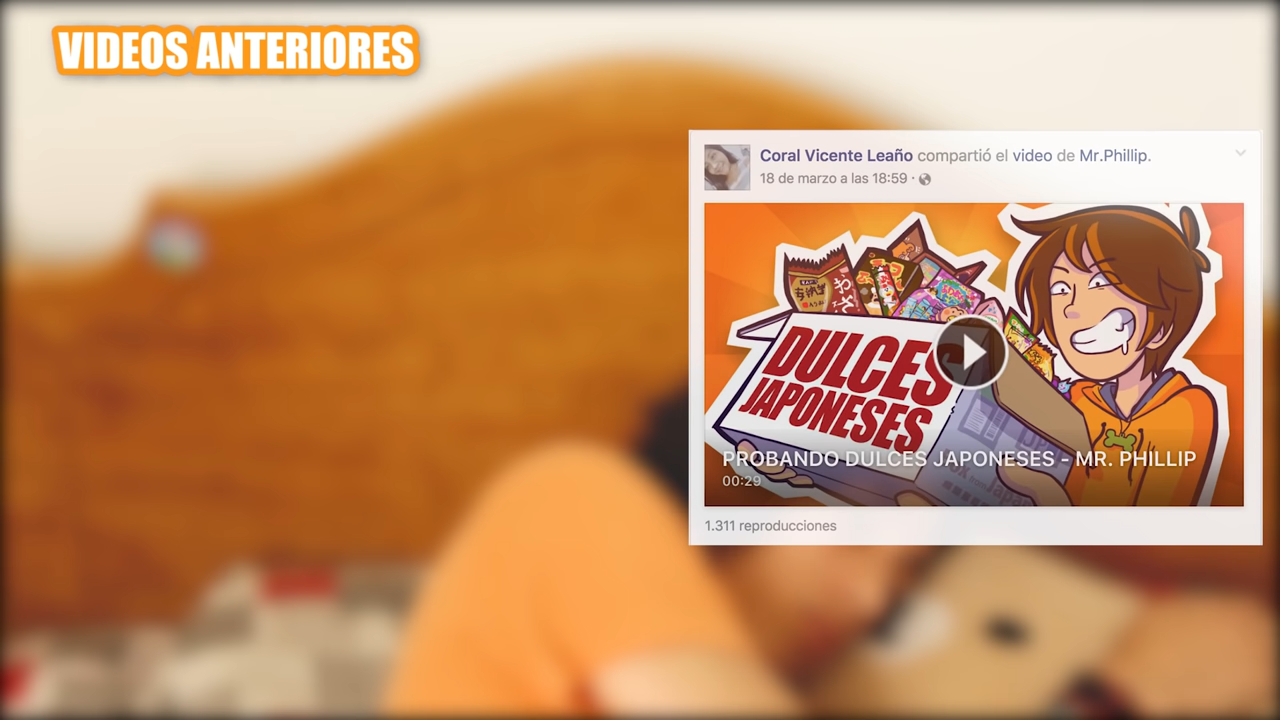 VIDEOS ANTERIORES
Coral Vicente Leaño compartió el video de Mr.Phillip.
18 de marzo a las 18:59 ·
DULCES
JAPONESES
PROBANDO DULCES JAPONESES - MR. PHILLIP
00:29
1.311 reproducciones